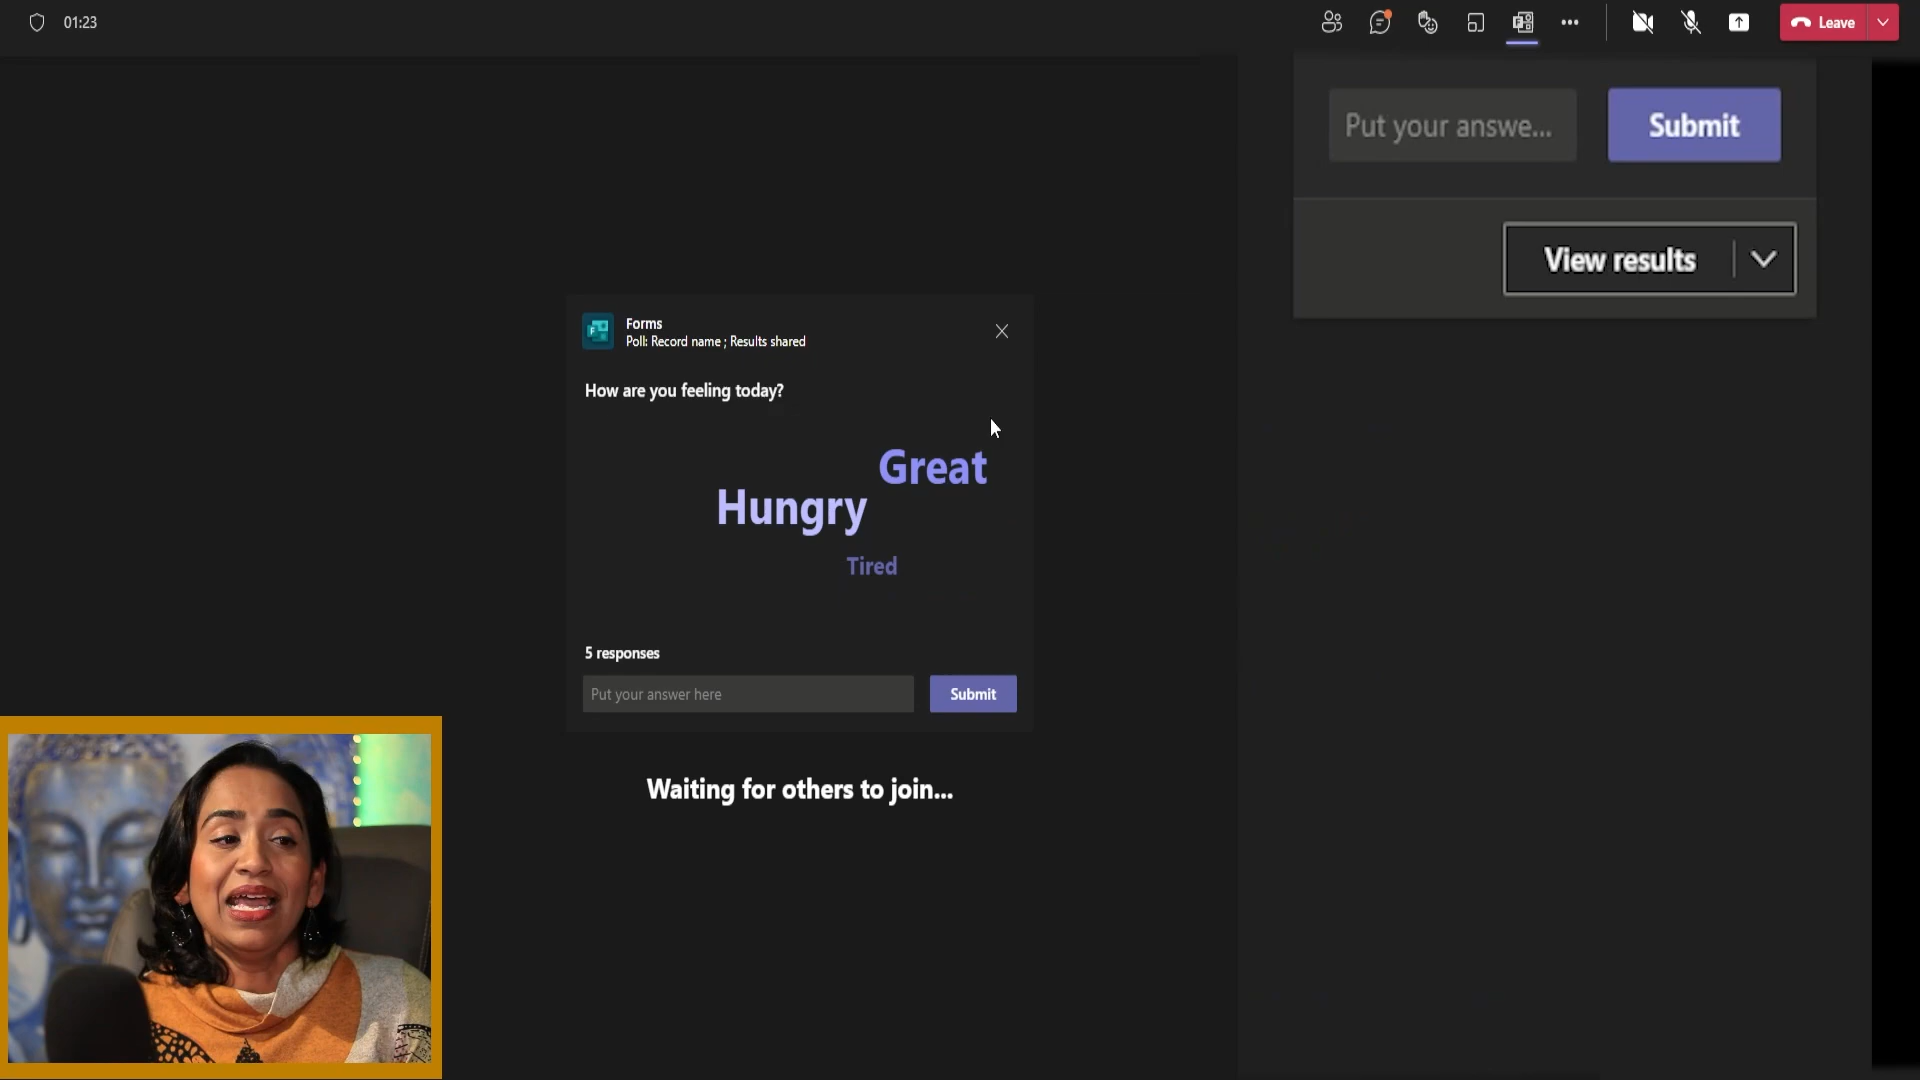 01:23
Leave
Put your answe...
Submit
View results
Forms
Poll: Record name ; Results shared
How are you feeling today?
Great
Hungry
Tired
5 responses
Put your answer here
Submit
Waiting for others to join...